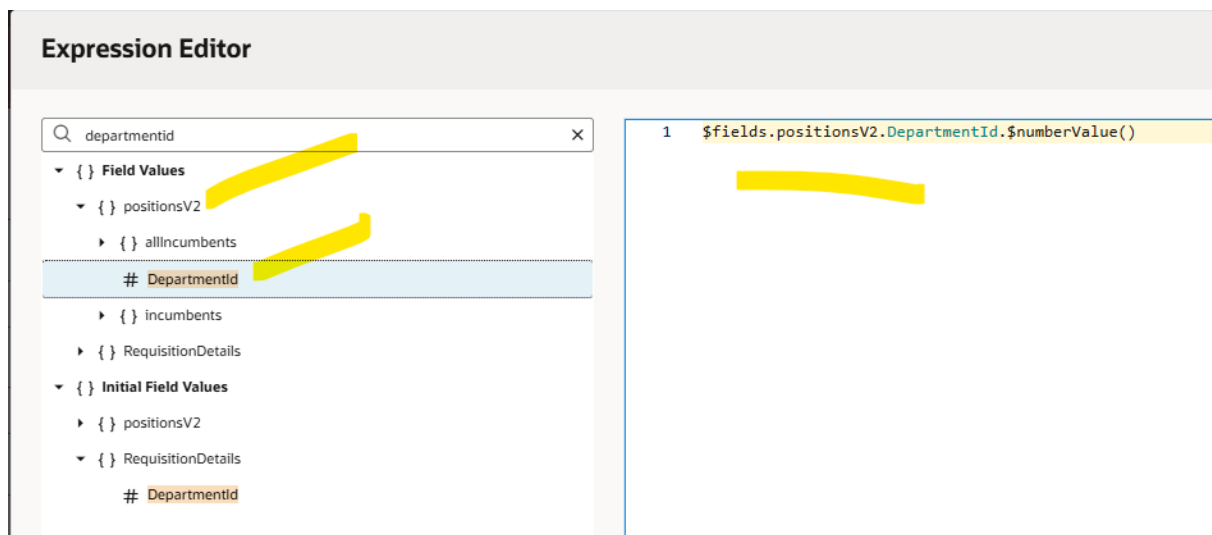 Expression Editor
departmentid
{ } Field Values
{ } positionsV2
{ } allIncumbents
# DepartmentId
{ } incumbents
{ } RequisitionDetails
{ } Initial Field Values
{ } positionsV2
{ } RequisitionDetails
# DepartmentId
1 $fields.positionsV2.DepartmentId.$numberValue()